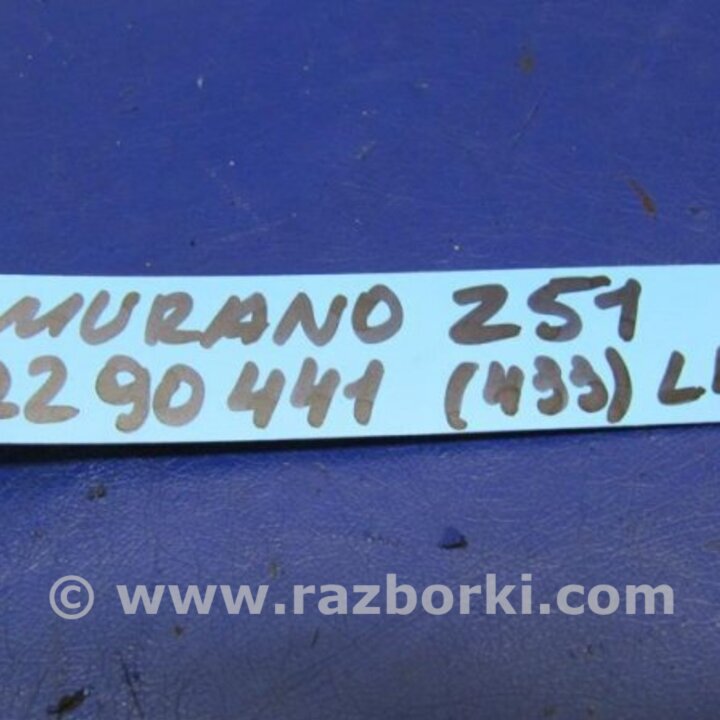 MURANO Z51
2290441 (433) L
© www.razborki.com